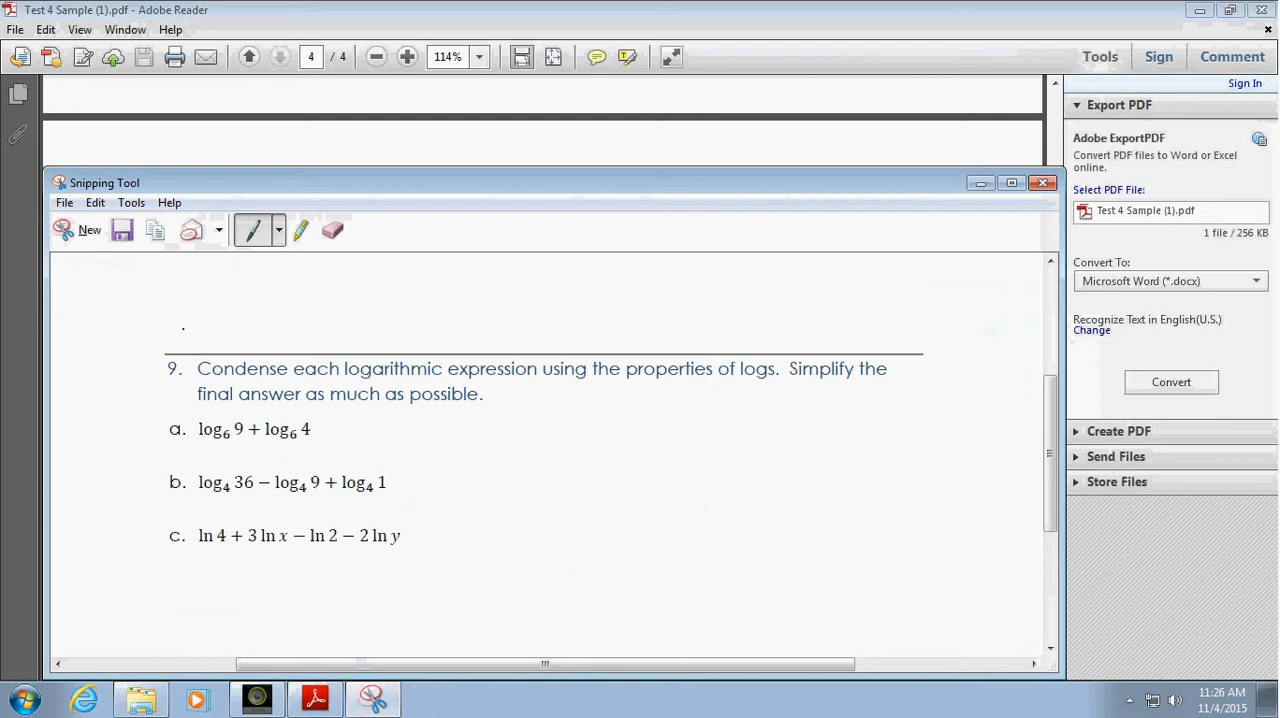 Test 4 Sample (1).pdf - Adobe Reader
File Edit View Window Help
4 / 4 114% Tools Sign Comment
Sign In
Export PDF
Adobe ExportPDF
Convert PDF files to Word or Excel
online.
Select PDF File:
Test 4 Sample (1).pdf
1 file / 256 KB
Convert To:
Microsoft Word (*.docx)
Recognize Text in English(U.S.)
Change
Convert
Create PDF
Send Files
Store Files
Snipping Tool
File Edit Tools Help
New
9. Condense each logarithmic expression using the properties of logs. Simplify the
final answer as much as possible.
a. log₆ 9 + log₆ 4
b. log₄ 36 − log₄ 9 + log₄ 1
c. ln 4 + 3 ln x − ln 2 − 2 ln y
11:26 AM
11/4/2015